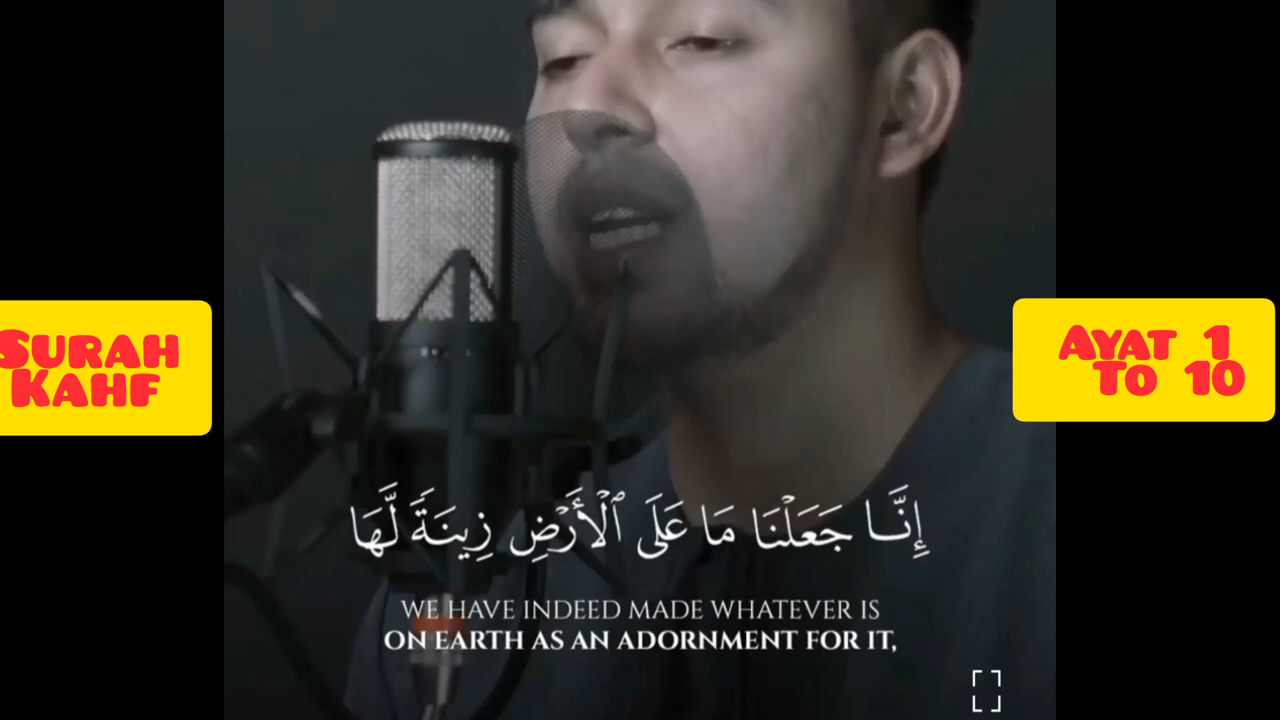 SURAH
KAHF
AYAT 1
TO 10
إِنَّا جَعَلْنَا مَا عَلَى ٱلْأَرْضِ زِينَةً لَّهَا
WE HAVE INDEED MADE WHATEVER IS
ON EARTH AS AN ADORNMENT FOR IT,